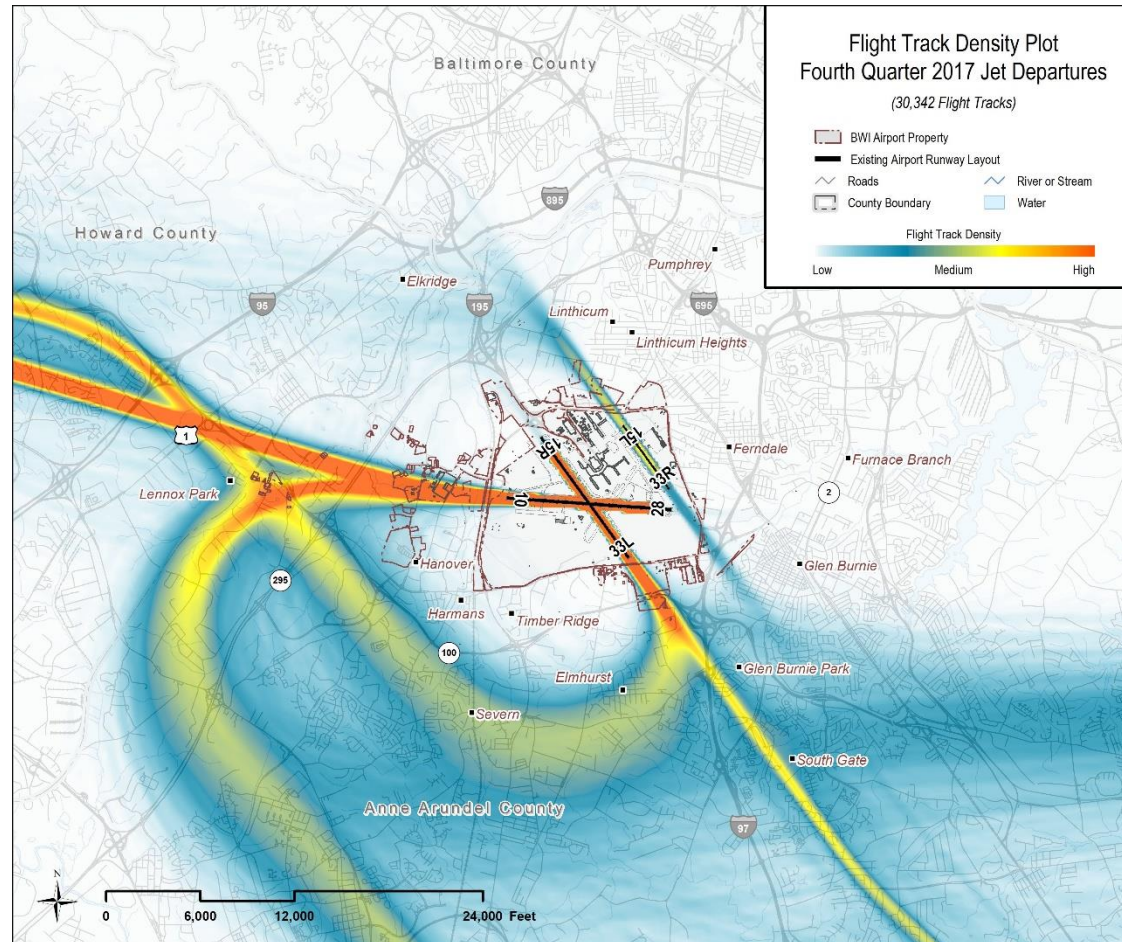 Flight Track Density Plot
Fourth Quarter 2017 Jet Departures
(30,342 Flight Tracks)
BWI Airport Property
Existing Airport Runway Layout
Roads
River or Stream
County Boundary
Water
Flight Track Density
Low
Medium
High
Baltimore County
895
Howard County
Pumphrey
Elkridge
95
195
695
Linthicum
Linthicum Heights
1
15R
15L
Ferndale
Furnace Branch
Lennox Park
33R
2
10
28
33L
Hanover
Glen Burnie
295
Harmans
Timber Ridge
100
Glen Burnie Park
Elmhurst
Severn
South Gate
Anne Arundel County
97
N
0
6,000
12,000
24,000 Feet